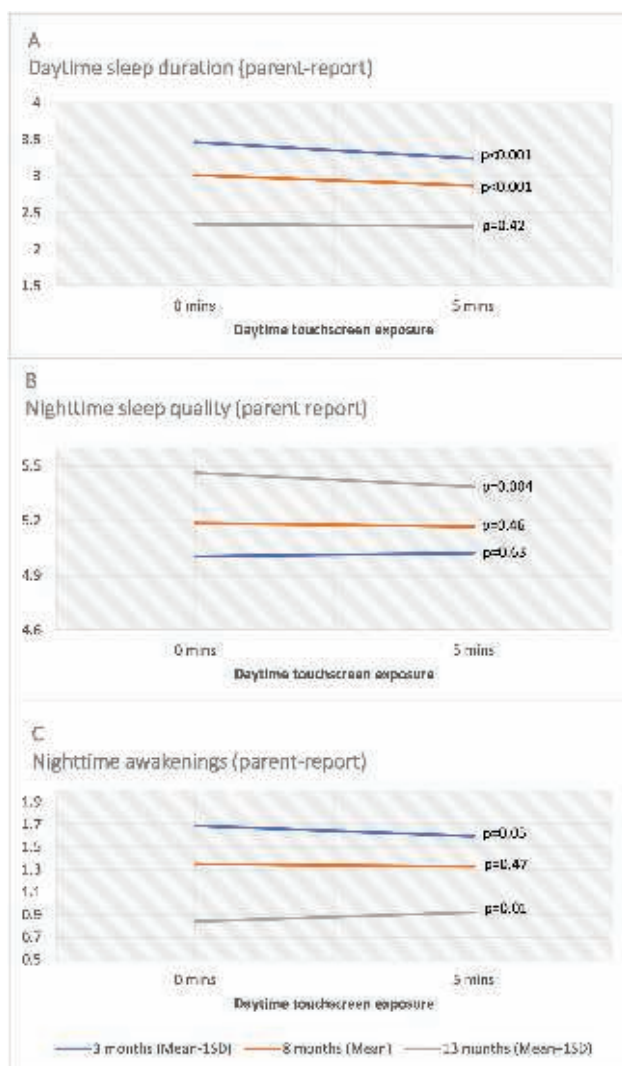 A
Daytime sleep duration (parent-report)
4
3.5
3
2.5
2
1.5
p<0.001
p<0.001
p=0.42
0 mins
5 mins
Daytime touchscreen exposure
B
Nighttime sleep quality (parent report)
5.5
5.2
4.9
4.6
p=0.004
p=0.46
p=0.53
0 mins
5 mins
Daytime touchscreen exposure
C
Nighttime awakenings (parent-report)
1.9
1.7
1.5
1.3
1.1
0.9
0.7
0.5
p=0.05
p=0.47
p=0.01
0 mins
5 mins
Daytime touchscreen exposure
3 months (Mean-1SD) 8 months (Mean) 13 months (Mean+1SD)